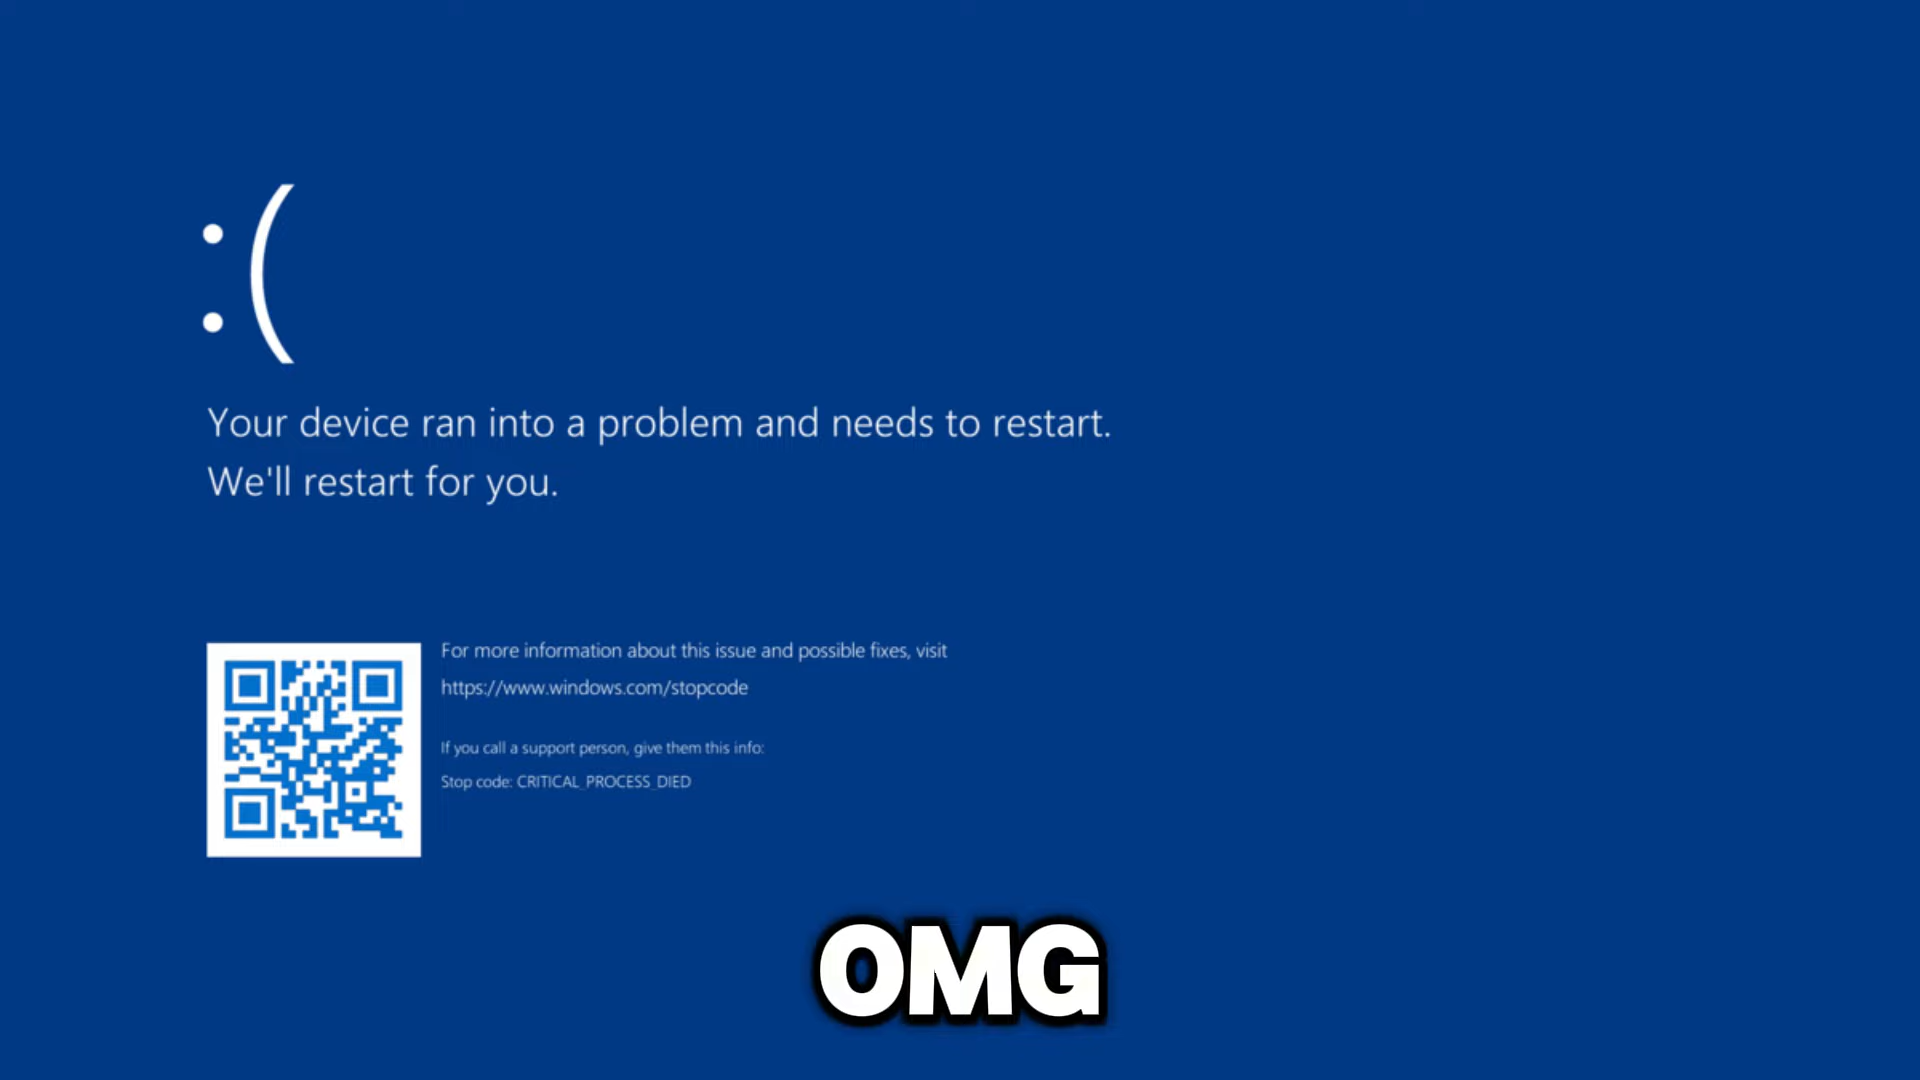 :(
Your device ran into a problem and needs to restart.
We'll restart for you.
For more information about this issue and possible fixes, visit
https://www.windows.com/stopcode
If you call a support person, give them this info:
Stop code: CRITICAL_PROCESS_DIED
OMG